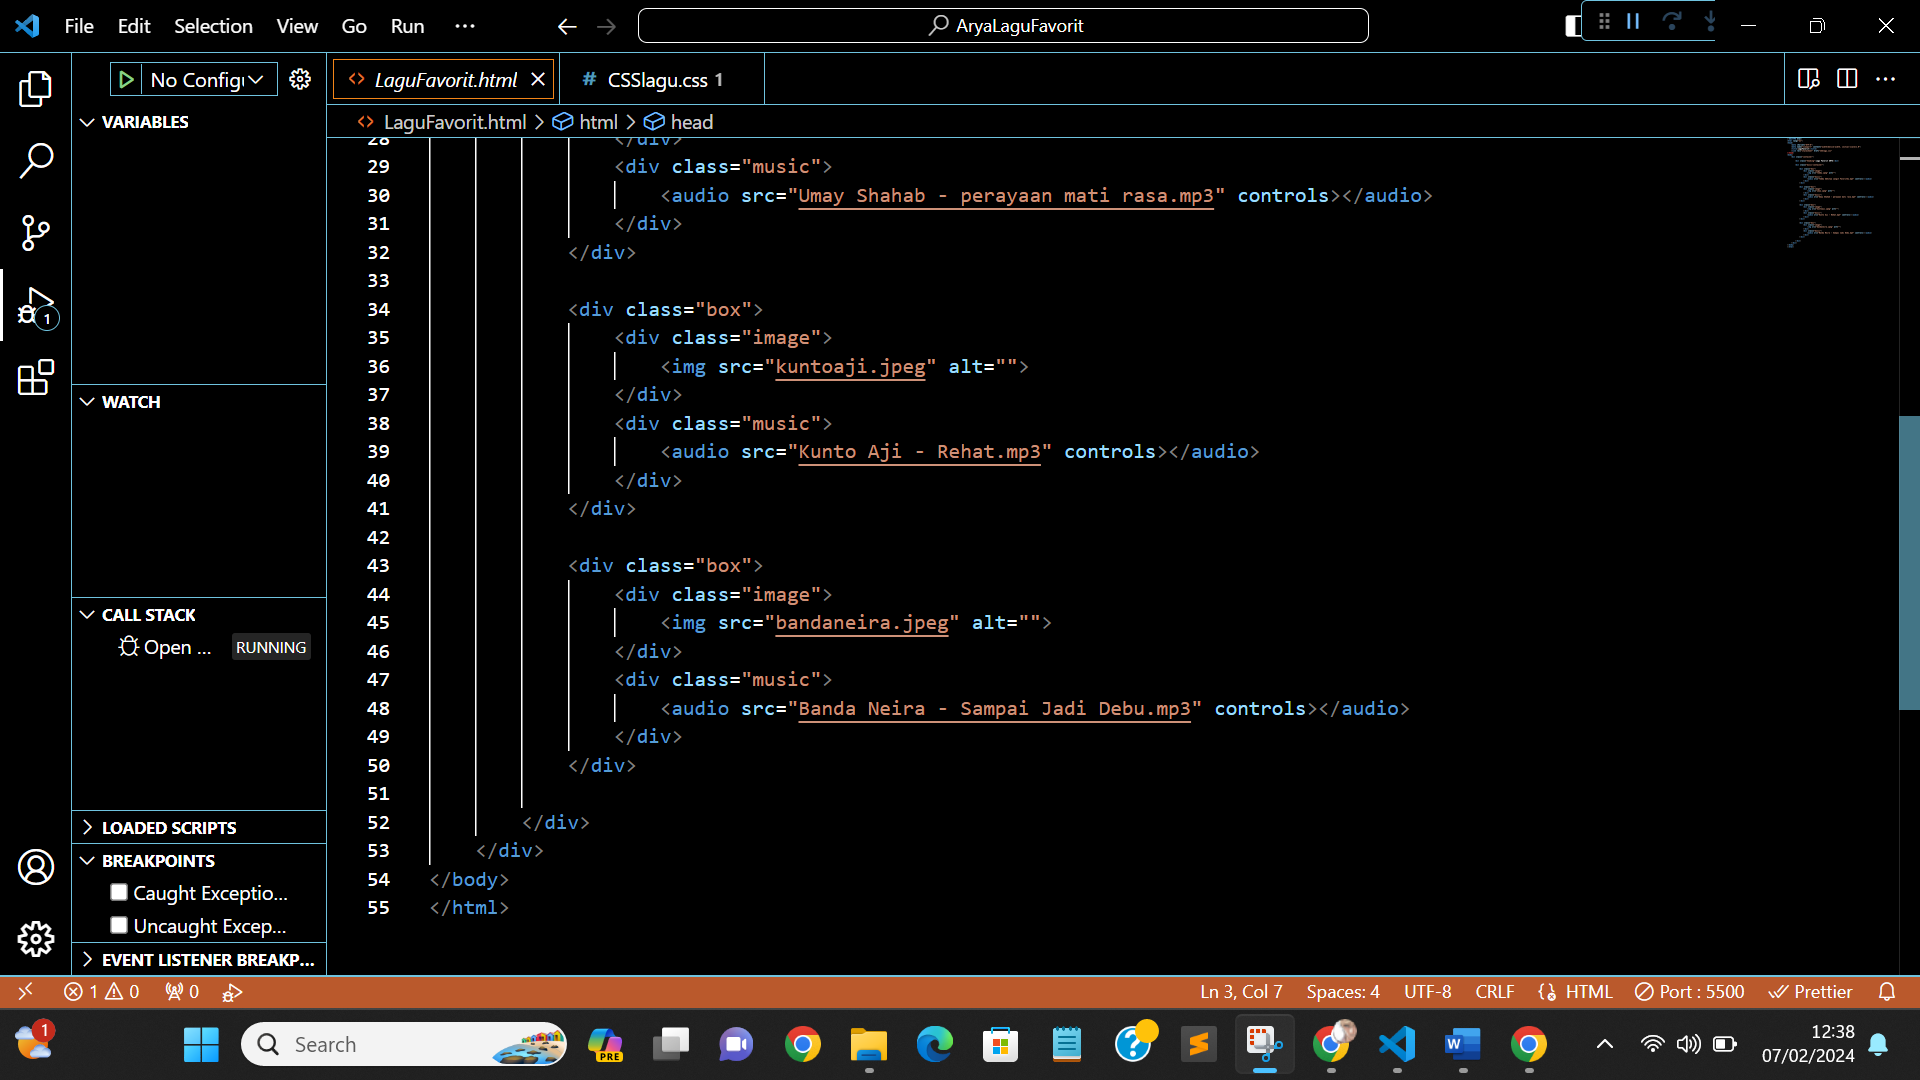 File Edit Selection View Go Run ···
AryaLaguFavorit
No Config
LaguFavorit.html
# CSSlagu.css 1
LaguFavorit.html > html > head
VARIABLES
WATCH
CALL STACK
Open ... RUNNING
LOADED SCRIPTS
BREAKPOINTS
Caught Exceptio...
Uncaught Excep...
EVENT LISTENER BREAKP...
1
28 </div>
29 <div class="music">
30 <audio src="Umay Shahab - perayaan mati rasa.mp3" controls></audio>
31 </div>
32 </div>
33
34 <div class="box">
35 <div class="image">
36 <img src="kuntoaji.jpeg" alt="">
37 </div>
38 <div class="music">
39 <audio src="Kunto Aji - Rehat.mp3" controls></audio>
40 </div>
41 </div>
42
43 <div class="box">
44 <div class="image">
45 <img src="bandaneira.jpeg" alt="">
46 </div>
47 <div class="music">
48 <audio src="Banda Neira - Sampai Jadi Debu.mp3" controls></audio>
49 </div>
50 </div>
51
52 </div>
53 </div>
54 </body>
55 </html>
1 0 0 Ln 3, Col 7 Spaces: 4 UTF-8 CRLF HTML Port : 5500 Prettier
1 Search PRE 12:38
07/02/2024